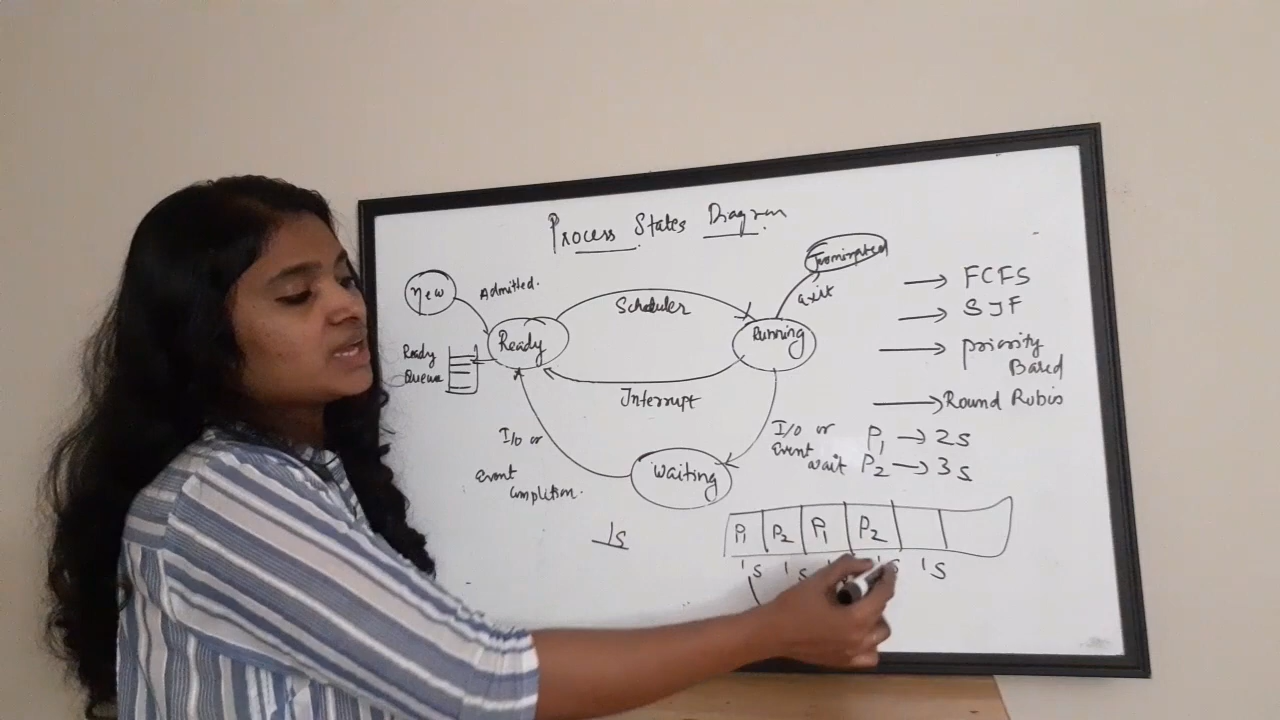 Process States Diagram
New
Admitted.
Ready
Scheduler
Running
exit
Terminated
Ready
Queue
Interrupt
I/O or
Event
completion.
Waiting
I/O or
Event
wait
→ FCFS
→ SJF
→ priority
Based
→ Round Robin
P1 → 2s
P2 → 3s
1s
P1 P2 P1 P2
1s 1s 1s